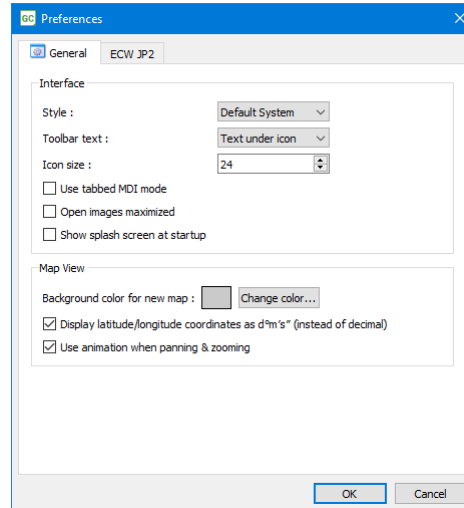 GC Preferences
General ECW JP2
Interface
Style : Default System
Toolbar text : Text under icon
Icon size : 24
Use tabbed MDI mode
Open images maximized
Show splash screen at startup
Map View
Background color for new map : Change color...
Display latitude/longitude coordinates as d°m's" (instead of decimal)
Use animation when panning & zooming
OK Cancel